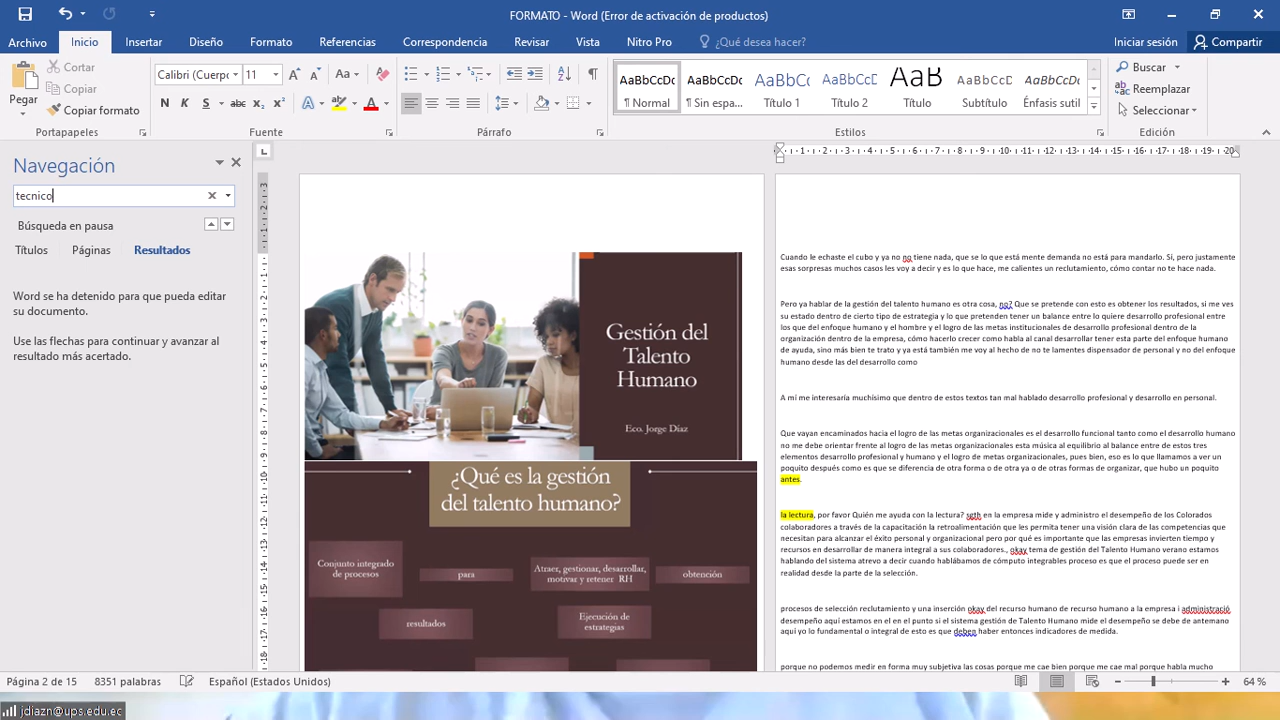 FORMATO - Word (Error de activación de productos)
Archivo Inicio Insertar Diseño Formato Referencias Correspondencia Revisar Vista Nitro Pro ¿Qué desea hacer? Iniciar sesión Compartir
Pegar
Cortar
Copiar
Copiar formato
Portapapeles
Calibri (Cuerpo 11
N K S abc x₂ x²
Fuente
Párrafo
AaBbCcDc AaBbCcDc AaBbCc AaBbCcD AaB AaBbCcD AaBbCcDc
¶ Normal ¶ Sin espa... Título 1 Título 2 Título Subtítulo Énfasis sutil
Estilos
Buscar
Reemplazar
Seleccionar
Edición
Navegación
tecnico
Búsqueda en pausa
Títulos Páginas Resultados
Word se ha detenido para que pueda editar
su documento.
Use las flechas para continuar y avanzar al
resultado más acertado.
Gestión del
Talento
Humano
Eco. Jorge Díaz
¿Qué es la gestión
del talento humano?
Conjunto integrado
de procesos
para
Atraer, gestionar, desarrollar,
motivar y retener RH
obtención
resultados
Ejecución de
estrategias
Cuando le echaste el cubo y ya no no tiene nada, que se lo que está mente demanda no está para mandarlo. Si, pero justamente
esas sorpresas muchos casos les voy a decir y es lo que hace, me calientes un reclutamiento, cómo contar no te hace nada.
Pero ya hablar de la gestión del talento humano es otra cosa, no? Que se pretende con esto es obtener los resultados, si me ves
su estado dentro de cierto tipo de estrategia y lo que pretenden tener un balance entre lo quiere desarrollo profesional entre
los que del enfoque humano y el hombre y el logro de las metas institucionales de desarrollo profesional dentro de la
organización dentro de la empresa, cómo hacerlo crecer como habla al canal desarrollar tener esta parte del enfoque humano
de ayuda, sino más bien te trato y ya está también me voy al hecho de no te lamentes dispensador de personal y no del enfoque
humano desde las del desarrollo como
A mí me interesaría muchísimo que dentro de estos textos tan mal hablado desarrollo profesional y desarrollo en personal.
Que vayan encaminados hacia el logro de las metas organizacionales es el desarrollo funcional tanto como el desarrollo humano
no me debe orientar frente al logro de las metas organizacionales esta música al equilibrio al balance entre de estos tres
elementos desarrollo profesional y humano y el logro de metas organizacionales, pues bien, eso es lo que llamamos a ver un
poquito después como es que se diferencia de otra forma o de otra ya o de otras formas de organizar, que hubo un poquito
antes.
la lectura, por favor Quién me ayuda con la lectura? sgth en la empresa mide y administro el desempeño de los Colorados
colaboradores a través de la capacitación la retroalimentación que les permita tener una visión clara de las competencias que
necesitan para alcanzar el éxito personal y organizacional pero por qué es importante que las empresas invierten tiempo y
recursos en desarrollar de manera integral a sus colaboradores., okay tema de gestión del Talento Humano verano estamos
hablando del sistema atrevo a decir cuando hablábamos de cómputo integrables proceso es que el proceso puede ser en
realidad desde la parte de la selección.
procesos de selección reclutamiento y una inserción okay del recurso humano de recurso humano a la empresa i administració
desempeño aquí estamos en el en el punto si el sistema gestión de Talento Humano mide el desempeño se debe de antemano
aquí yo lo fundamental o integral de esto es que deben haber entonces indicadores de medida.
porque no podemos medir en forma muy subjetiva las cosas porque me cae bien porque me cae mal porque habla mucho
Página 2 de 15 8351 palabras Español (Estados Unidos) 64 %
jdiazn@ups.edu.ec